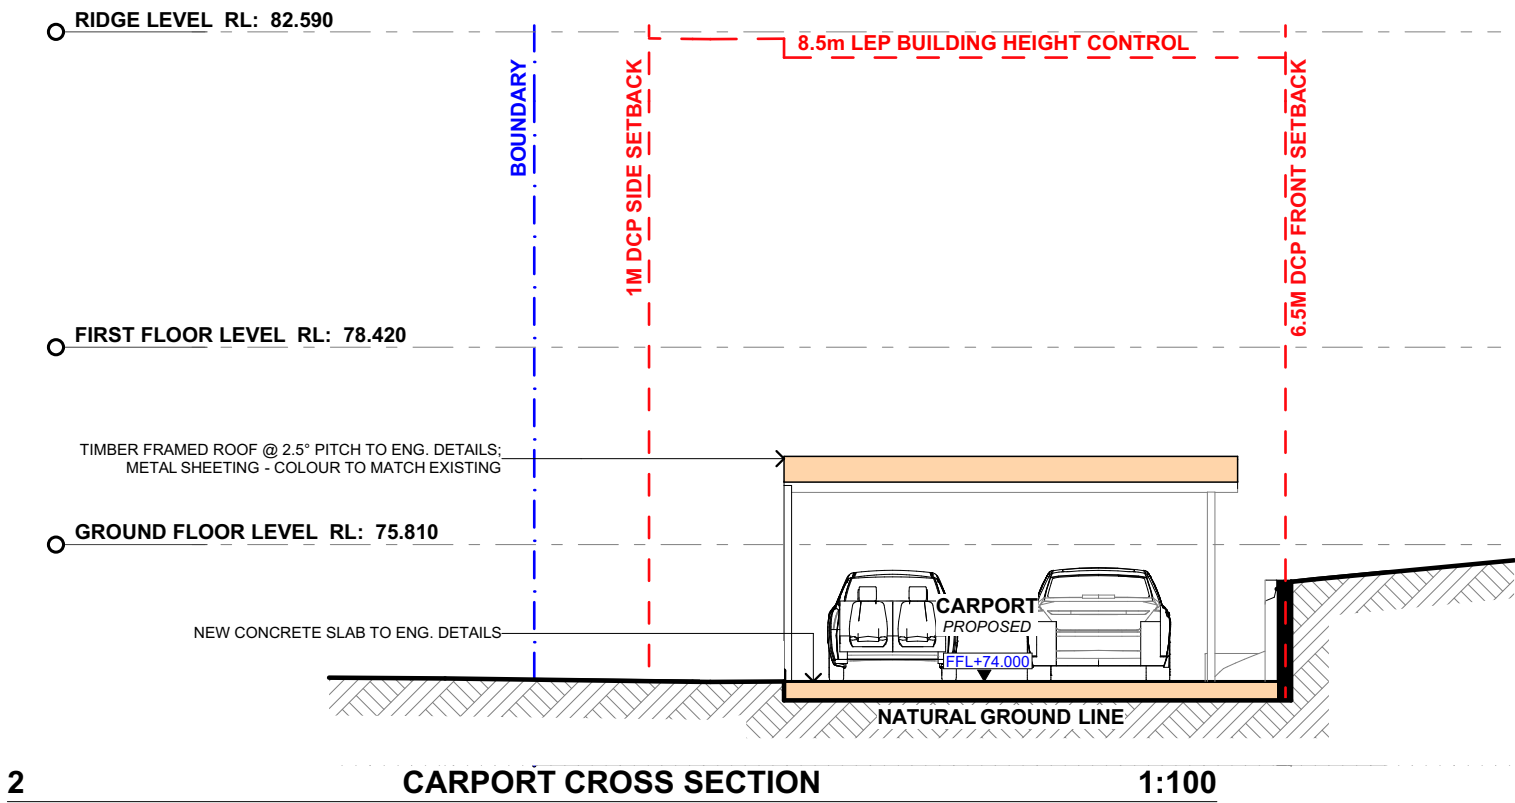 RIDGE LEVEL RL: 82.590
8.5m LEP BUILDING HEIGHT CONTROL
BOUNDARY
1M DCP SIDE SETBACK
6.5M DCP FRONT SETBACK
FIRST FLOOR LEVEL RL: 78.420
TIMBER FRAMED ROOF @ 2.5° PITCH TO ENG. DETAILS;
METAL SHEETING - COLOUR TO MATCH EXISTING
GROUND FLOOR LEVEL RL: 75.810
CARPORT
PROPOSED
NEW CONCRETE SLAB TO ENG. DETAILS
FFL+74.000
NATURAL GROUND LINE
2 CARPORT CROSS SECTION 1:100